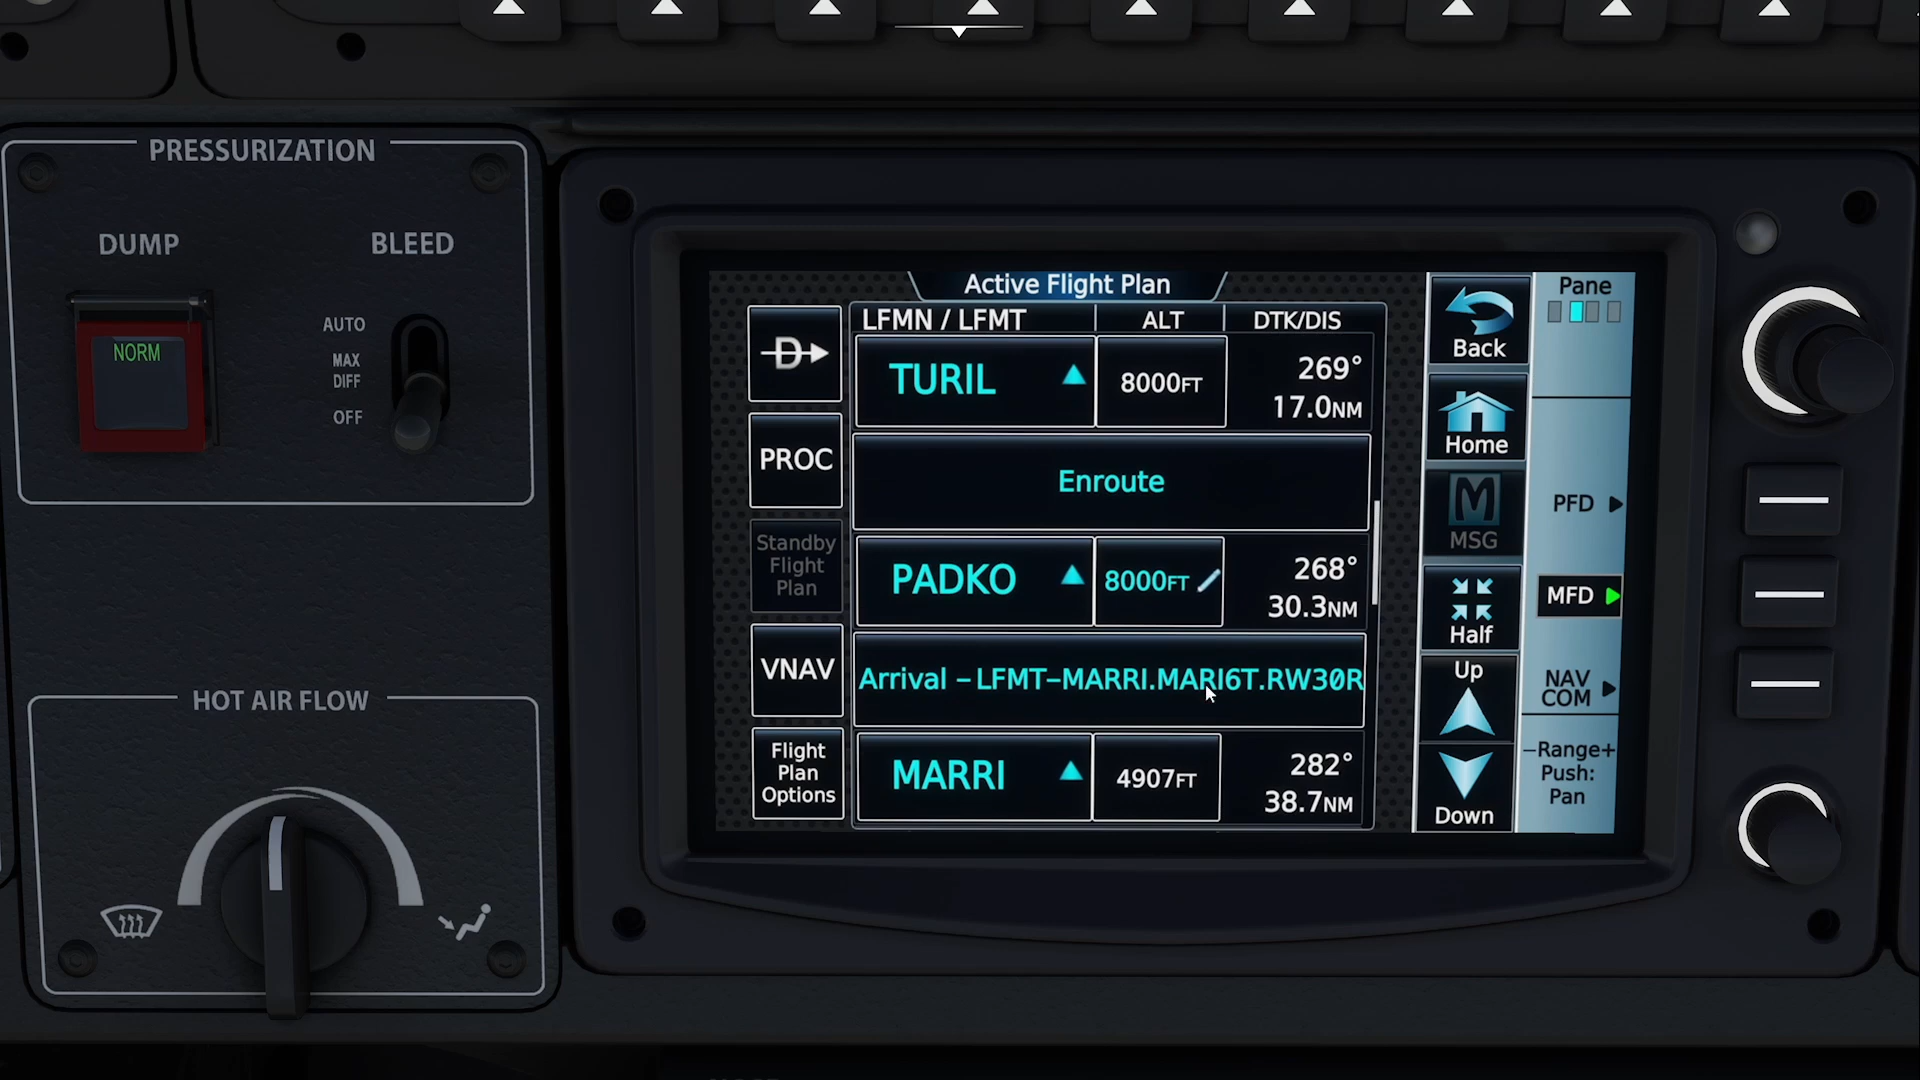 PRESSURIZATION
DUMP
BLEED
NORM
AUTO
MAX
DIFF
OFF
HOT AIR FLOW
Active Flight Plan
LFMN / LFMT
ALT
DTK/DIS
TURIL
8000FT
269°
17.0NM
PROC
Enroute
Standby
Flight
Plan
PADKO
8000FT
268°
30.3NM
VNAV
Arrival –LFMT–MARRI.MARI6T.RW30R
Flight
Plan
Options
MARRI
4907FT
282°
38.7NM
Back
Home
MSG
Half
Up
Down
Pane
PFD
MFD
NAV
COM
–Range+
Push:
Pan